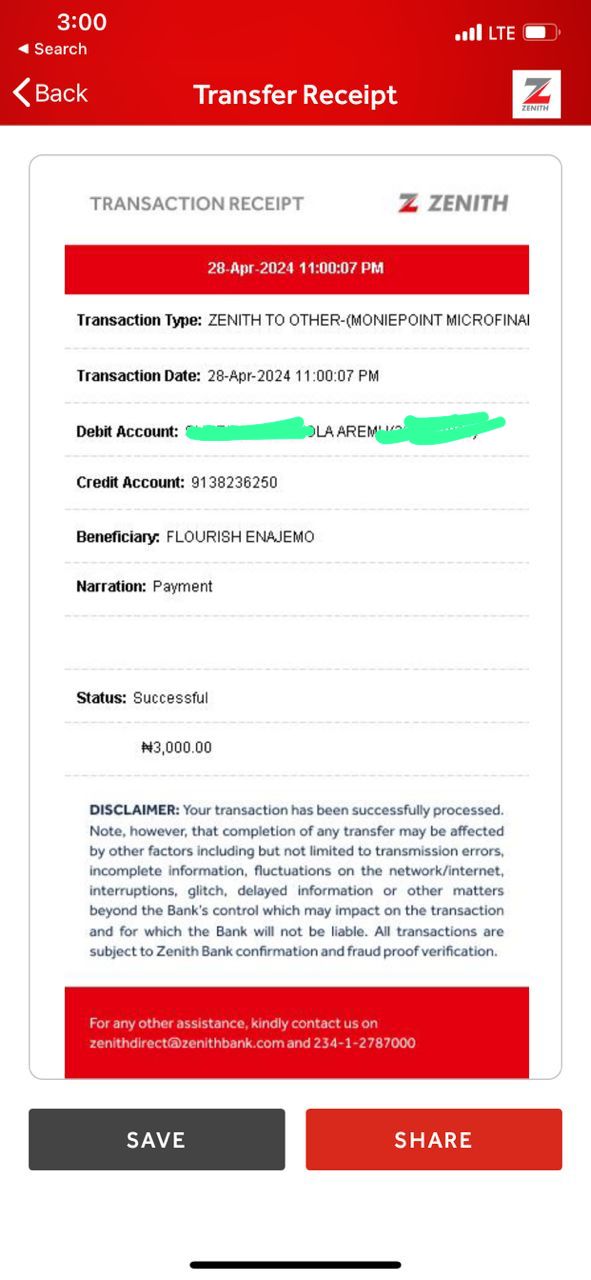 3:00
LTE
Search
Back
Transfer Receipt
ZENITH
TRANSACTION RECEIPT
ZENITH
28-Apr-2024 11:00:07 PM
Transaction Type: ZENITH TO OTHER-(MONIEPOINT MICROFINA
Transaction Date: 28-Apr-2024 11:00:07 PM
Debit Account:
Credit Account: 9138236250
Beneficiary: FLOURISH ENAJEMO
Narration: Payment
Status: Successful
₦3,000.00
DISCLAIMER: Your transaction has been successfully processed.
Note, however, that completion of any transfer may be affected
by other factors including but not limited to transmission errors,
incomplete information, fluctuations on the network/internet,
interruptions, glitch, delayed information or other matters
beyond the Bank's control which may impact on the transaction
and for which the Bank will not be liable. All transactions are
subject to Zenith Bank confirmation and fraud proof verification.
For any other assistance, kindly contact us on
zenithdirect@zenithbank.com and 234-1-2787000
SAVE
SHARE